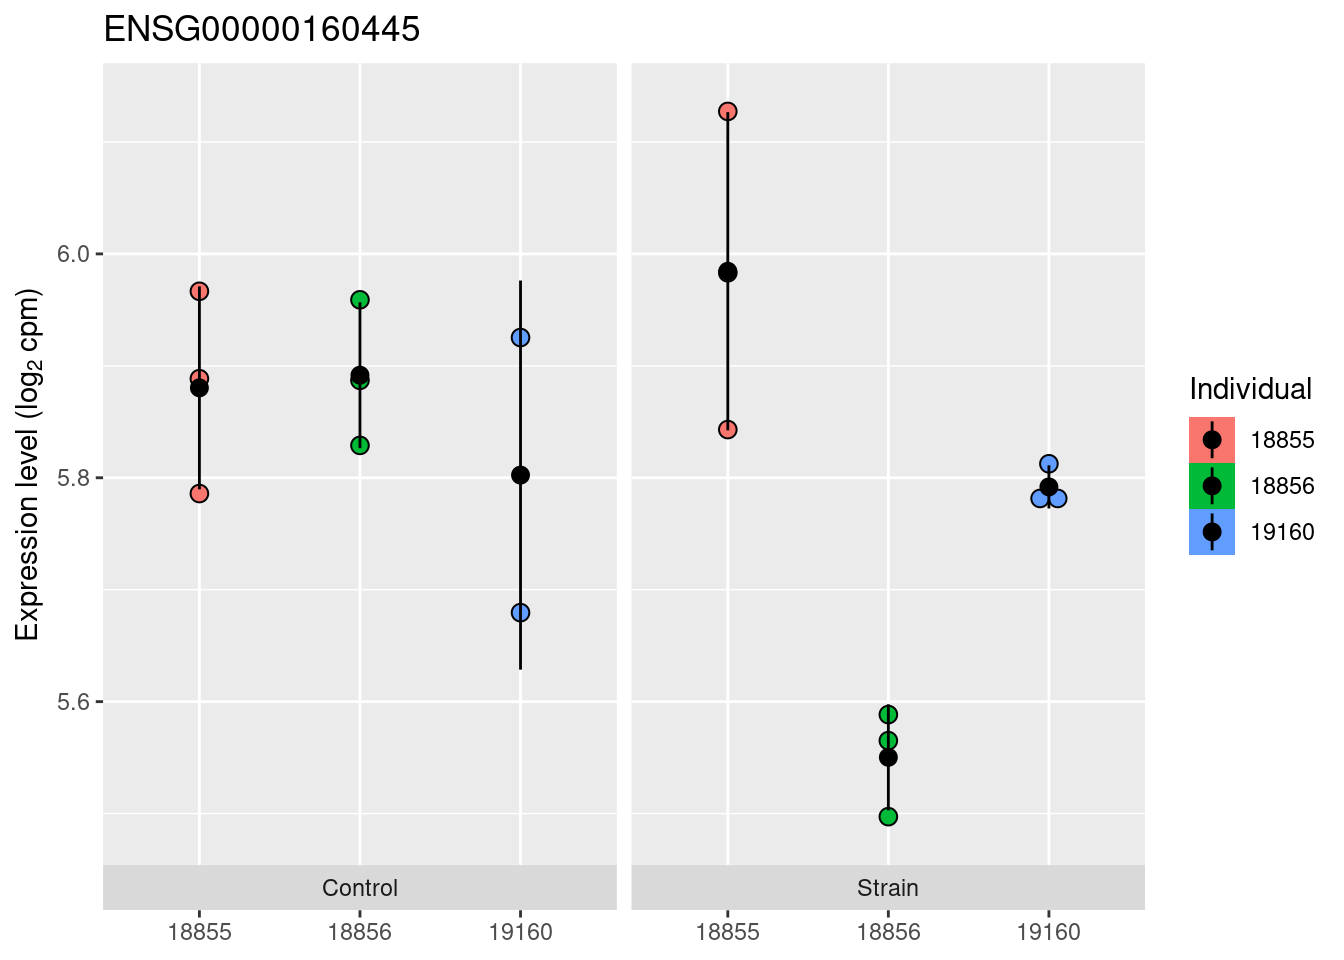 ENSG00000160445
Expression level (log2 cpm)
6.0
5.8
5.6
Control
Strain
18855
18856
19160
18855
18856
19160
Individual
18855
18856
19160